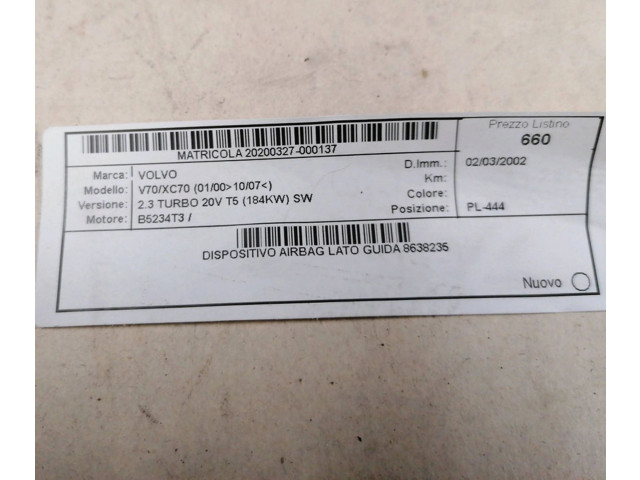 Prezzo Listino
660
MATRICOLA 20200327-000137
Marca: VOLVO D.Imm.: 02/03/2002
Modello: V70/XC70 (01/00>10/07<) Km:
Versione: 2.3 TURBO 20V T5 (184KW) SW Colore:
Motore: B5234T3 / Posizione: PL-444
DISPOSITIVO AIRBAG LATO GUIDA 8638235
Nuovo